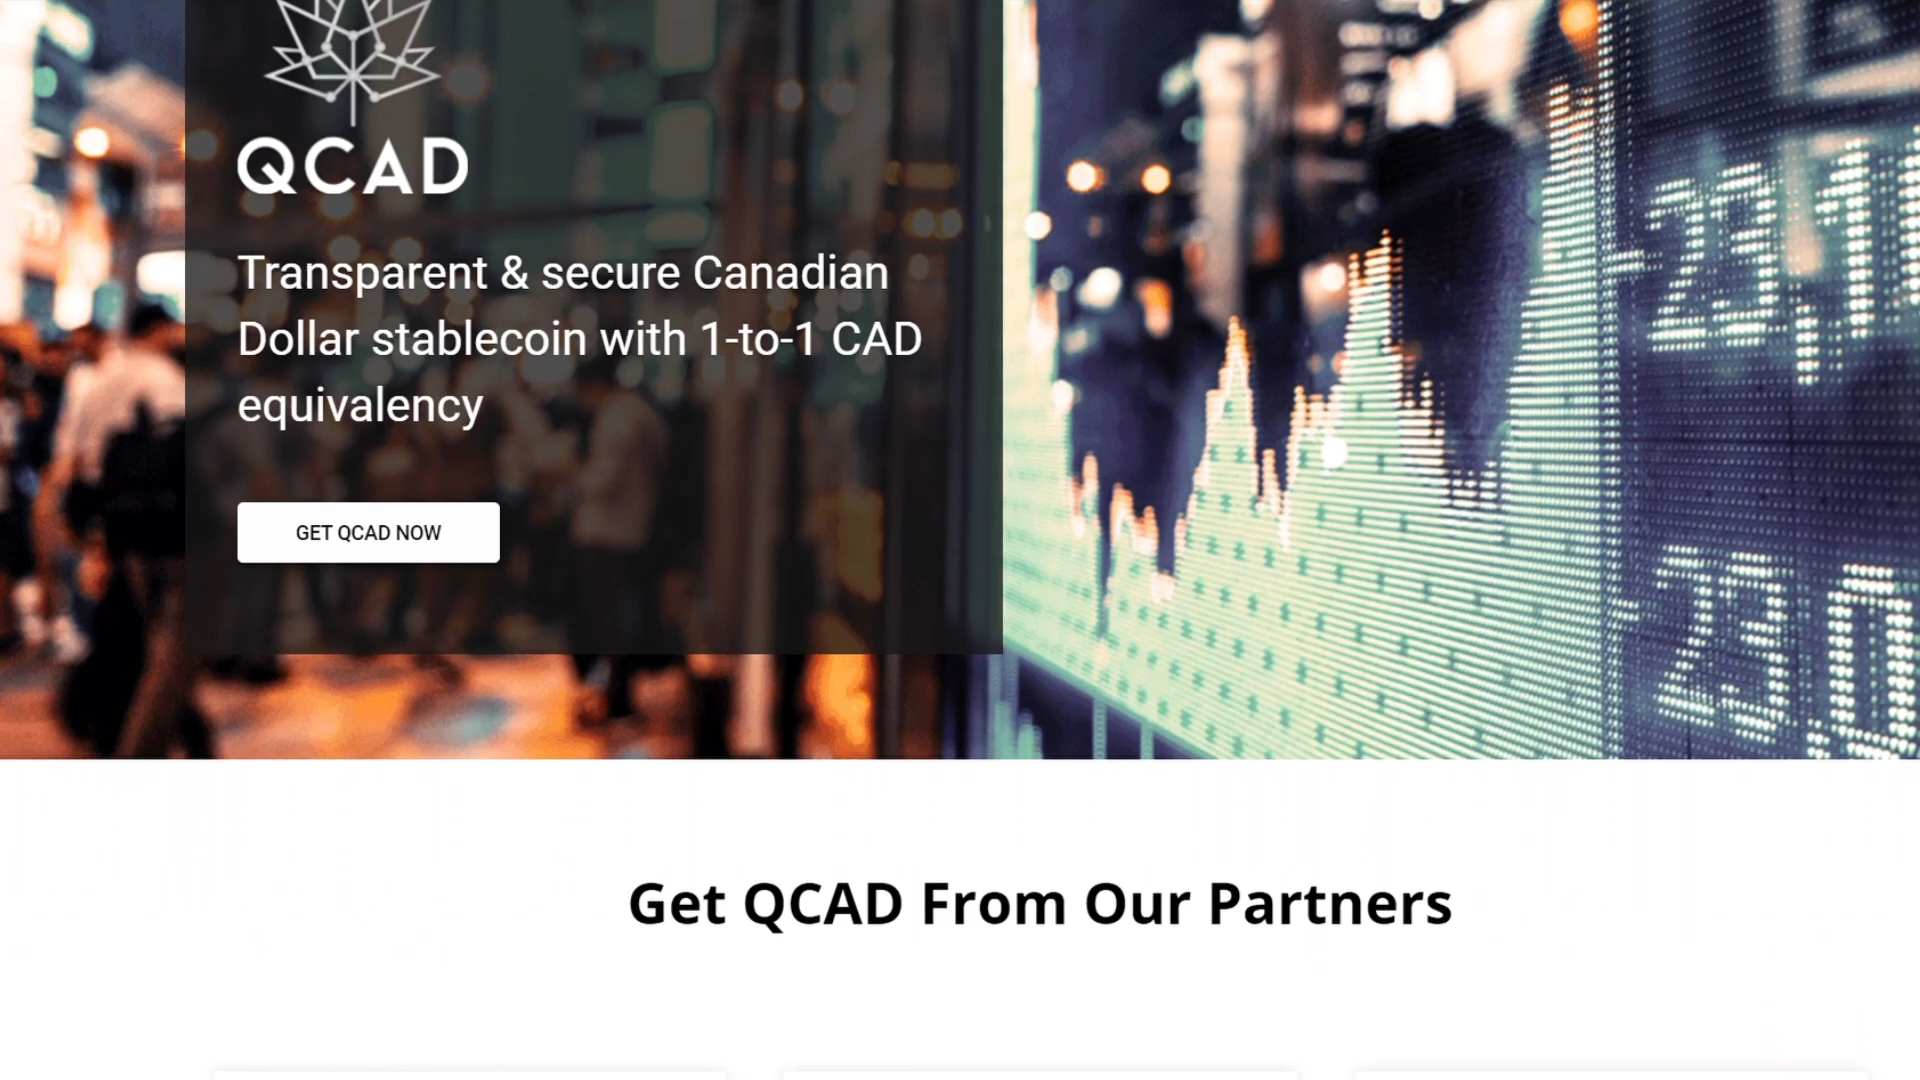 QCAD
Transparent & secure Canadian
Dollar stablecoin with 1-to-1 CAD
equivalency
GET QCAD NOW
Get QCAD From Our Partners